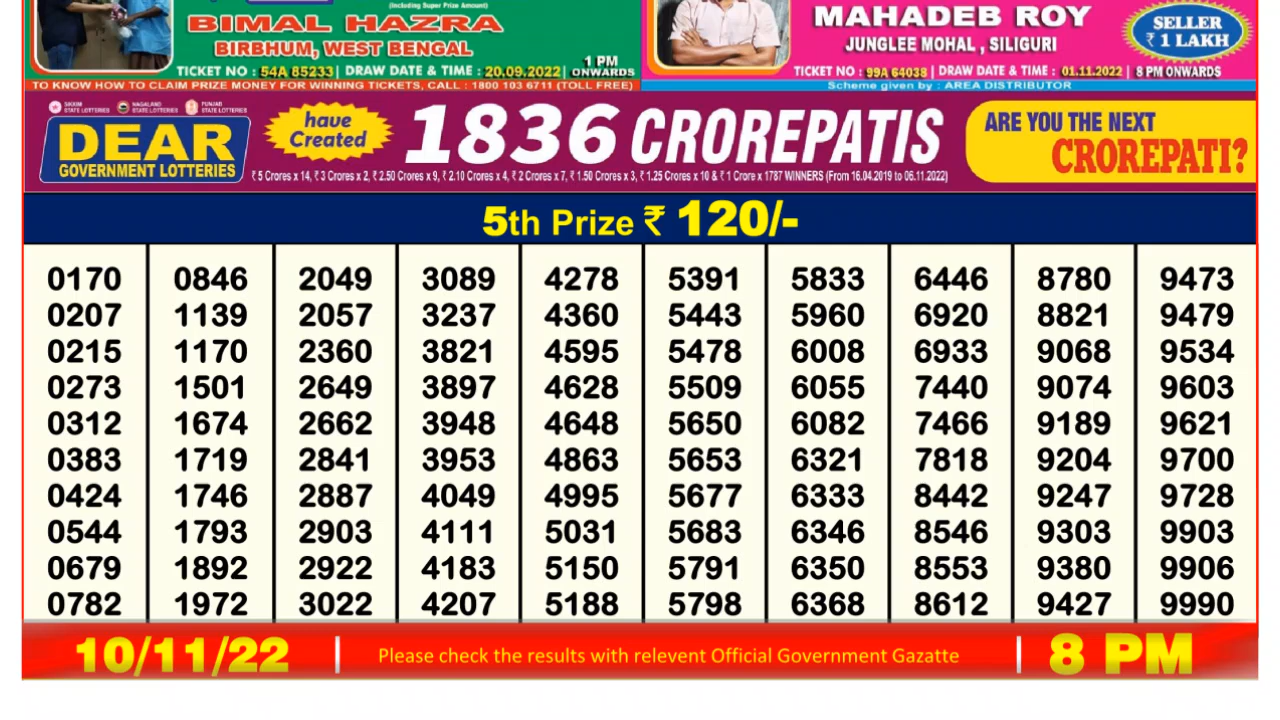 (Including Super Prize Amount)
BIMAL HAZRA
BIRBHUM, WEST BENGAL
TICKET NO : 54A 85233 | DRAW DATE & TIME : 20.09.2022 | 1 PM ONWARDS
TO KNOW HOW TO CLAIM PRIZE MONEY FOR WINNING TICKETS, CALL : 1800 103 6711 (TOLL FREE)
MAHADEB ROY
JUNGLEE MOHAL , SILIGURI
SELLER
₹ 1 LAKH
TICKET NO : 99A 64038 | DRAW DATE & TIME : 01.11.2022 | 8 PM ONWARDS
Scheme given by : AREA DISTRIBUTOR
SIKKIM STATE LOTTERIES NAGALAND STATE LOTTERIES PUNJAB STATE LOTTERIES
DEAR
GOVERNMENT LOTTERIES
have
Created
1836 CROREPATIS
₹ 5 Crores x 14, ₹ 3 Crores x 2, ₹ 2.50 Crores x 9, ₹ 2.10 Crores x 4, ₹ 2 Crores x 7, ₹ 1.50 Crores x 3, ₹ 1.25 Crores x 10 & ₹ 1 Crore x 1787 WINNERS (From 16.04.2019 to 06.11.2022)
ARE YOU THE NEXT
CROREPATI?
5th Prize ₹ 120/-
0170 0846 2049 3089 4278 5391 5833 6446 8780 9473
0207 1139 2057 3237 4360 5443 5960 6920 8821 9479
0215 1170 2360 3821 4595 5478 6008 6933 9068 9534
0273 1501 2649 3897 4628 5509 6055 7440 9074 9603
0312 1674 2662 3948 4648 5650 6082 7466 9189 9621
0383 1719 2841 3953 4863 5653 6321 7818 9204 9700
0424 1746 2887 4049 4995 5677 6333 8442 9247 9728
0544 1793 2903 4111 5031 5683 6346 8546 9303 9903
0679 1892 2922 4183 5150 5791 6350 8553 9380 9906
0782 1972 3022 4207 5188 5798 6368 8612 9427 9990
10/11/22 | Please check the results with relevent Official Government Gazatte | 8 PM